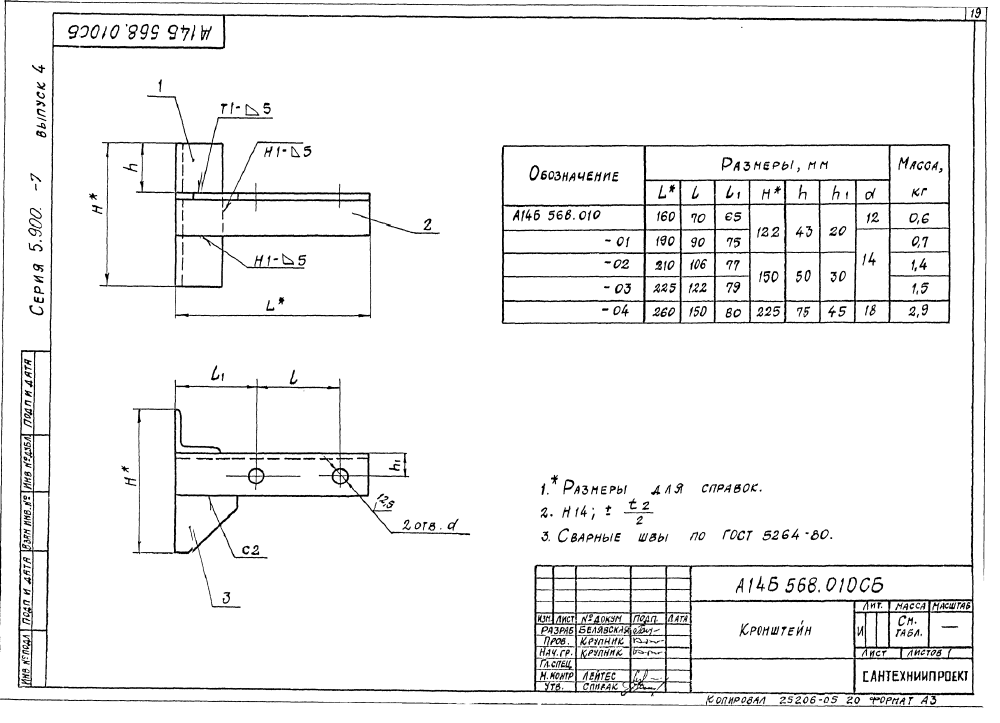 19
А14Б 568.010СБ
Серия 5.900.-7 выпуск 4
1
Т1-◺5
Н1-◺5
h
H*
2
Н1-◺5
L*
Обозначение
Размеры, мм
Масса, кг
L* l l1 H* h h1 d
А14Б 568.010 160 70 65 122 43 20 12 0,6
-01 190 90 75 14 0,7
-02 210 106 77 150 50 30 1,4
-03 225 122 79 1,5
-04 260 150 80 225 75 45 18 2,9
l1
l
H*
h1
12,5
2 отв. d
С2
3
1.* Размеры для справок.
2. Н14; ± t2/2
3. Сварные швы по ГОСТ 5264-80.
Подп и дата
Инв № дубл
Взам инв. №
Подп и дата
Инв. № подл
А14Б 568.010СБ
Изм. Лист № докум Подп. Дата
Разраб Белявская
Пров. Крупник
Нач.гр. Крупник
Гл.спец
Н.контр Лейтес
Утв. Спивак
Кронштейн
Лит. Масса Масштаб
И См. табл. —
Лист Листов 1
Сантехниипроект
Копировал 25206-05 20 Формат А3